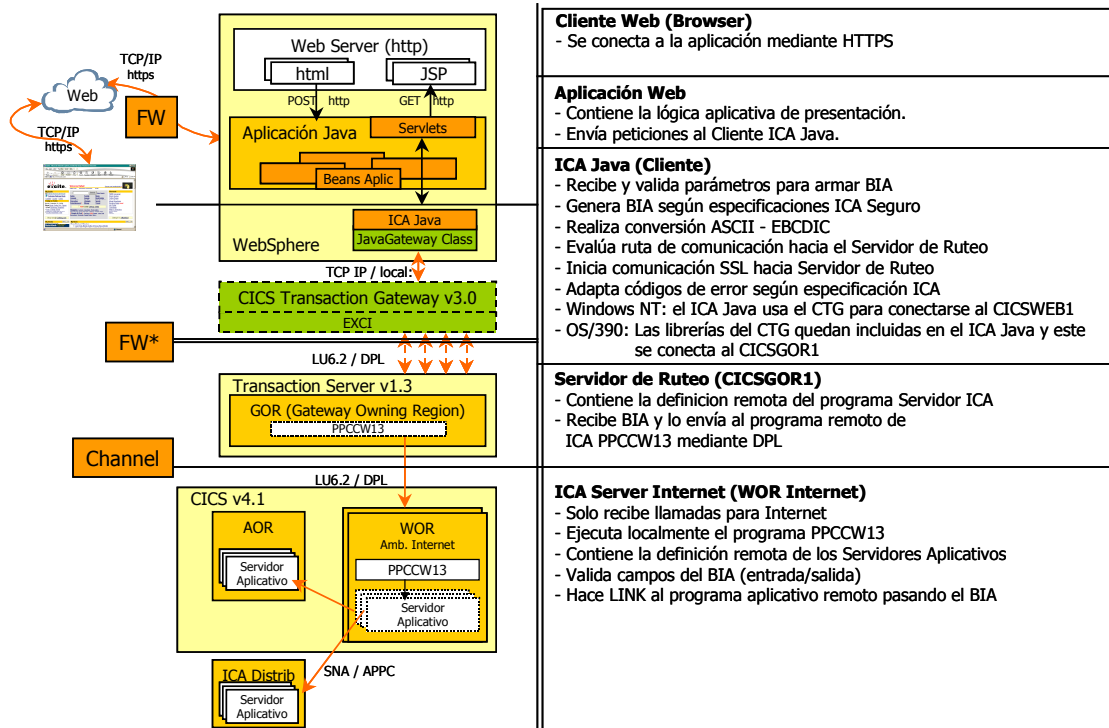 Web Server (http)
html
JSP
POST http
GET http
TCP/IP
https
Web
FW
TCP/IP
https
excite
Aplicación Java
Servlets
Beans Aplic
ICA Java
JavaGateway Class
WebSphere
TCP IP / local:
CICS Transaction Gateway v3.0
EXCI
FW*
LU6.2 / DPL
Transaction Server v1.3
GOR (Gateway Owning Region)
PPCCW13
Channel
LU6.2 / DPL
CICS v4.1
AOR
Servidor
Aplicativo
WOR
Amb. Internet
PPCCW13
Servidor
Aplicativo
SNA / APPC
ICA Distrib
Servidor
Aplicativo
Cliente Web (Browser)
- Se conecta a la aplicación mediante HTTPS
Aplicación Web
- Contiene la lógica aplicativa de presentación.
- Envía peticiones al Cliente ICA Java.
ICA Java (Cliente)
- Recibe y valida parámetros para armar BIA
- Genera BIA según especificaciones ICA Seguro
- Realiza conversión ASCII - EBCDIC
- Evalúa ruta de comunicación hacia el Servidor de Ruteo
- Inicia comunicación SSL hacia Servidor de Ruteo
- Adapta códigos de error según especificación ICA
- Windows NT: el ICA Java usa el CTG para conectarse al CICSWEB1
- OS/390: Las librerías del CTG quedan incluidas en el ICA Java y este
se conecta al CICSGOR1
Servidor de Ruteo (CICSGOR1)
- Contiene la definicion remota del programa Servidor ICA
- Recibe BIA y lo envía al programa remoto de
ICA PPCCW13 mediante DPL
ICA Server Internet (WOR Internet)
- Solo recibe llamadas para Internet
- Ejecuta localmente el programa PPCCW13
- Contiene la definición remota de los Servidores Aplicativos
- Valida campos del BIA (entrada/salida)
- Hace LINK al programa aplicativo remoto pasando el BIA